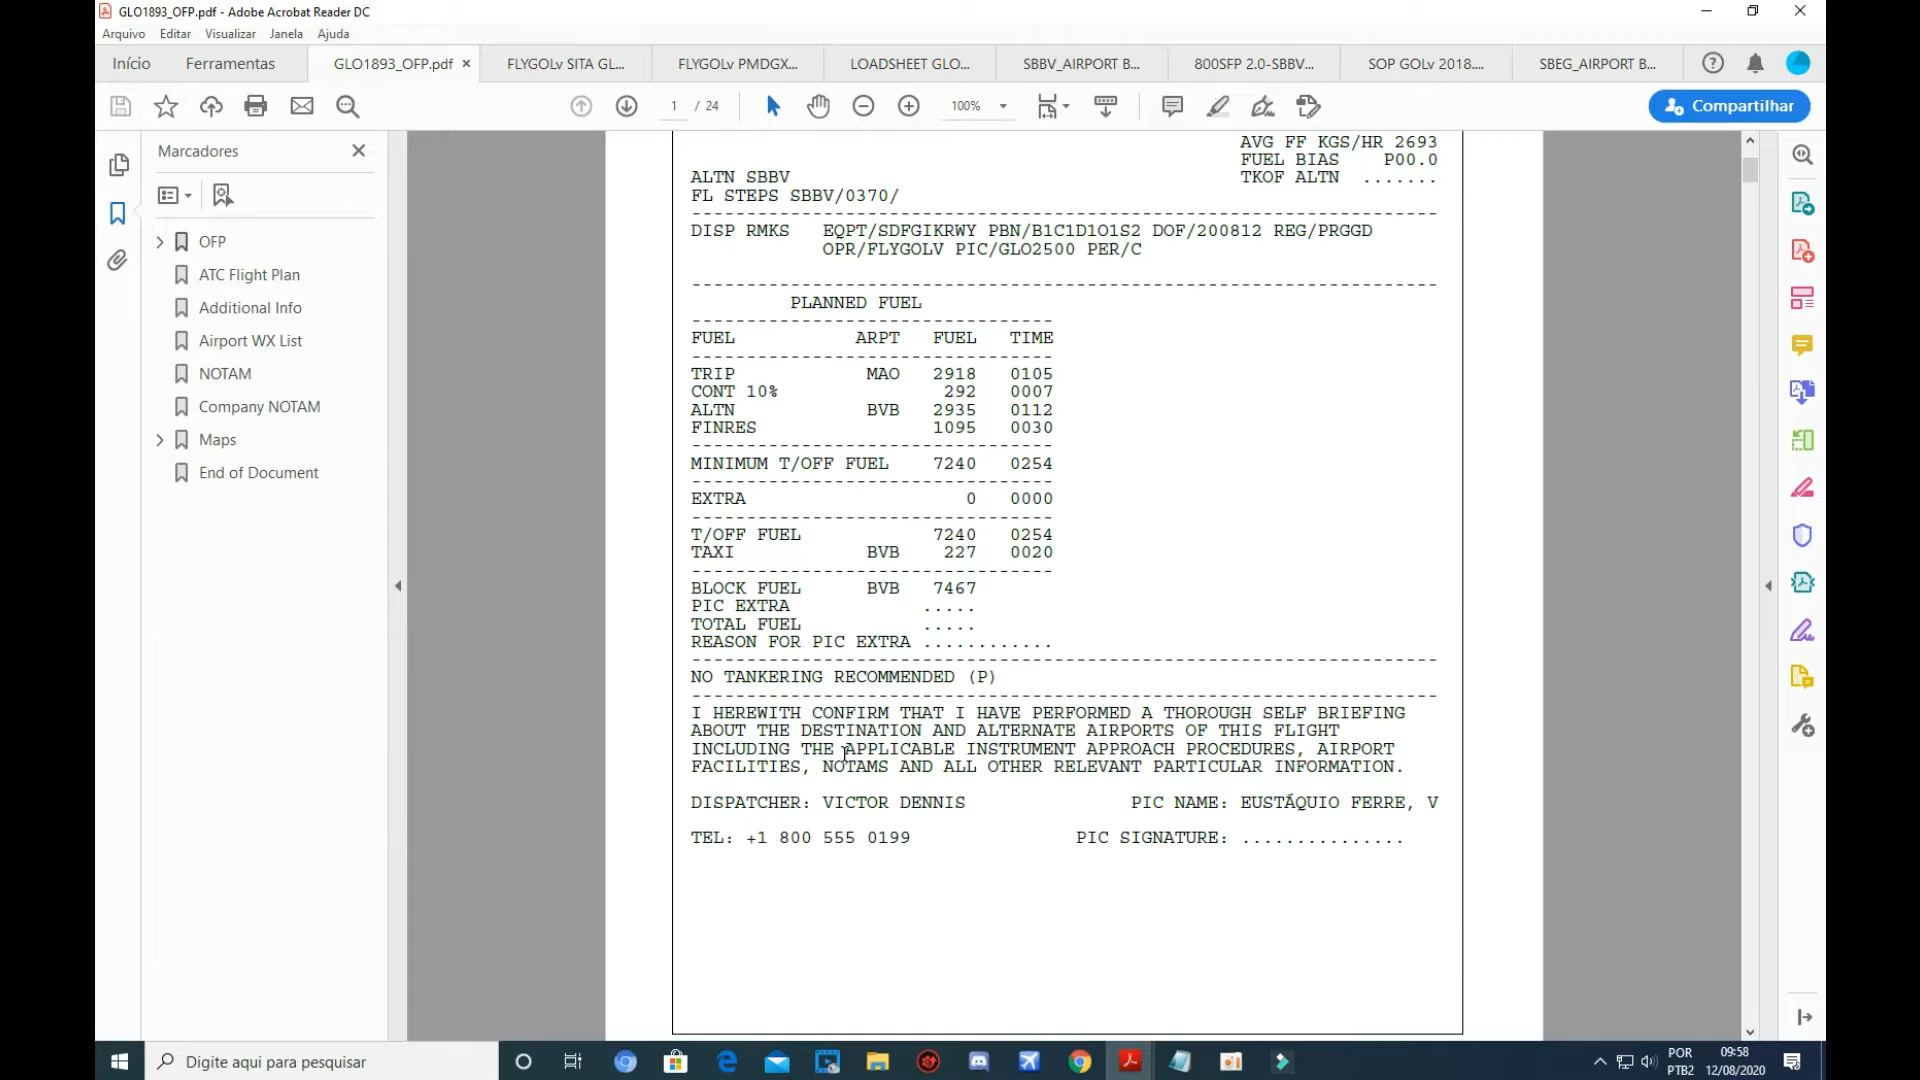 GLO1893_OFP.pdf - Adobe Acrobat Reader DC
Arquivo Editar Visualizar Janela Ajuda
Início Ferramentas GLO1893_OFP.pdf FLYGOLv SITA GL... FLYGOLv PMDGX... LOADSHEET GLO... SBBV_AIRPORT B... 800SFP 2.0-SBBV... SOP GOLv 2018.... SBEG_AIRPORT B...
1 / 24 100% Compartilhar
Marcadores
OFP
ATC Flight Plan
Additional Info
Airport WX List
NOTAM
Company NOTAM
Maps
End of Document
AVG FF KGS/HR 2693
FUEL BIAS P00.0
ALTN SBBV TKOF ALTN .......
FL STEPS SBBV/0370/
--------------------------------------------------------------------
DISP RMKS EQPT/SDFGIKRWY PBN/B1C1D1O1S2 DOF/200812 REG/PRGGD
OPR/FLYGOLV PIC/GLO2500 PER/C
--------------------------------------------------------------------
PLANNED FUEL
---------------------------------
FUEL ARPT FUEL TIME
---------------------------------
TRIP MAO 2918 0105
CONT 10% 292 0007
ALTN BVB 2935 0112
FINRES 1095 0030
---------------------------------
MINIMUM T/OFF FUEL 7240 0254
---------------------------------
EXTRA 0 0000
---------------------------------
T/OFF FUEL 7240 0254
TAXI BVB 227 0020
---------------------------------
BLOCK FUEL BVB 7467
PIC EXTRA .....
TOTAL FUEL .....
REASON FOR PIC EXTRA ............
--------------------------------------------------------------------
NO TANKERING RECOMMENDED (P)
--------------------------------------------------------------------
I HEREWITH CONFIRM THAT I HAVE PERFORMED A THOROUGH SELF BRIEFING
ABOUT THE DESTINATION AND ALTERNATE AIRPORTS OF THIS FLIGHT
INCLUDING THE APPLICABLE INSTRUMENT APPROACH PROCEDURES, AIRPORT
FACILITIES, NOTAMS AND ALL OTHER RELEVANT PARTICULAR INFORMATION.
DISPATCHER: VICTOR DENNIS PIC NAME: EUSTÁQUIO FERRE, V
TEL: +1 800 555 0199 PIC SIGNATURE: ...............
Digite aqui para pesquisar
POR 09:58
PTB2 12/08/2020